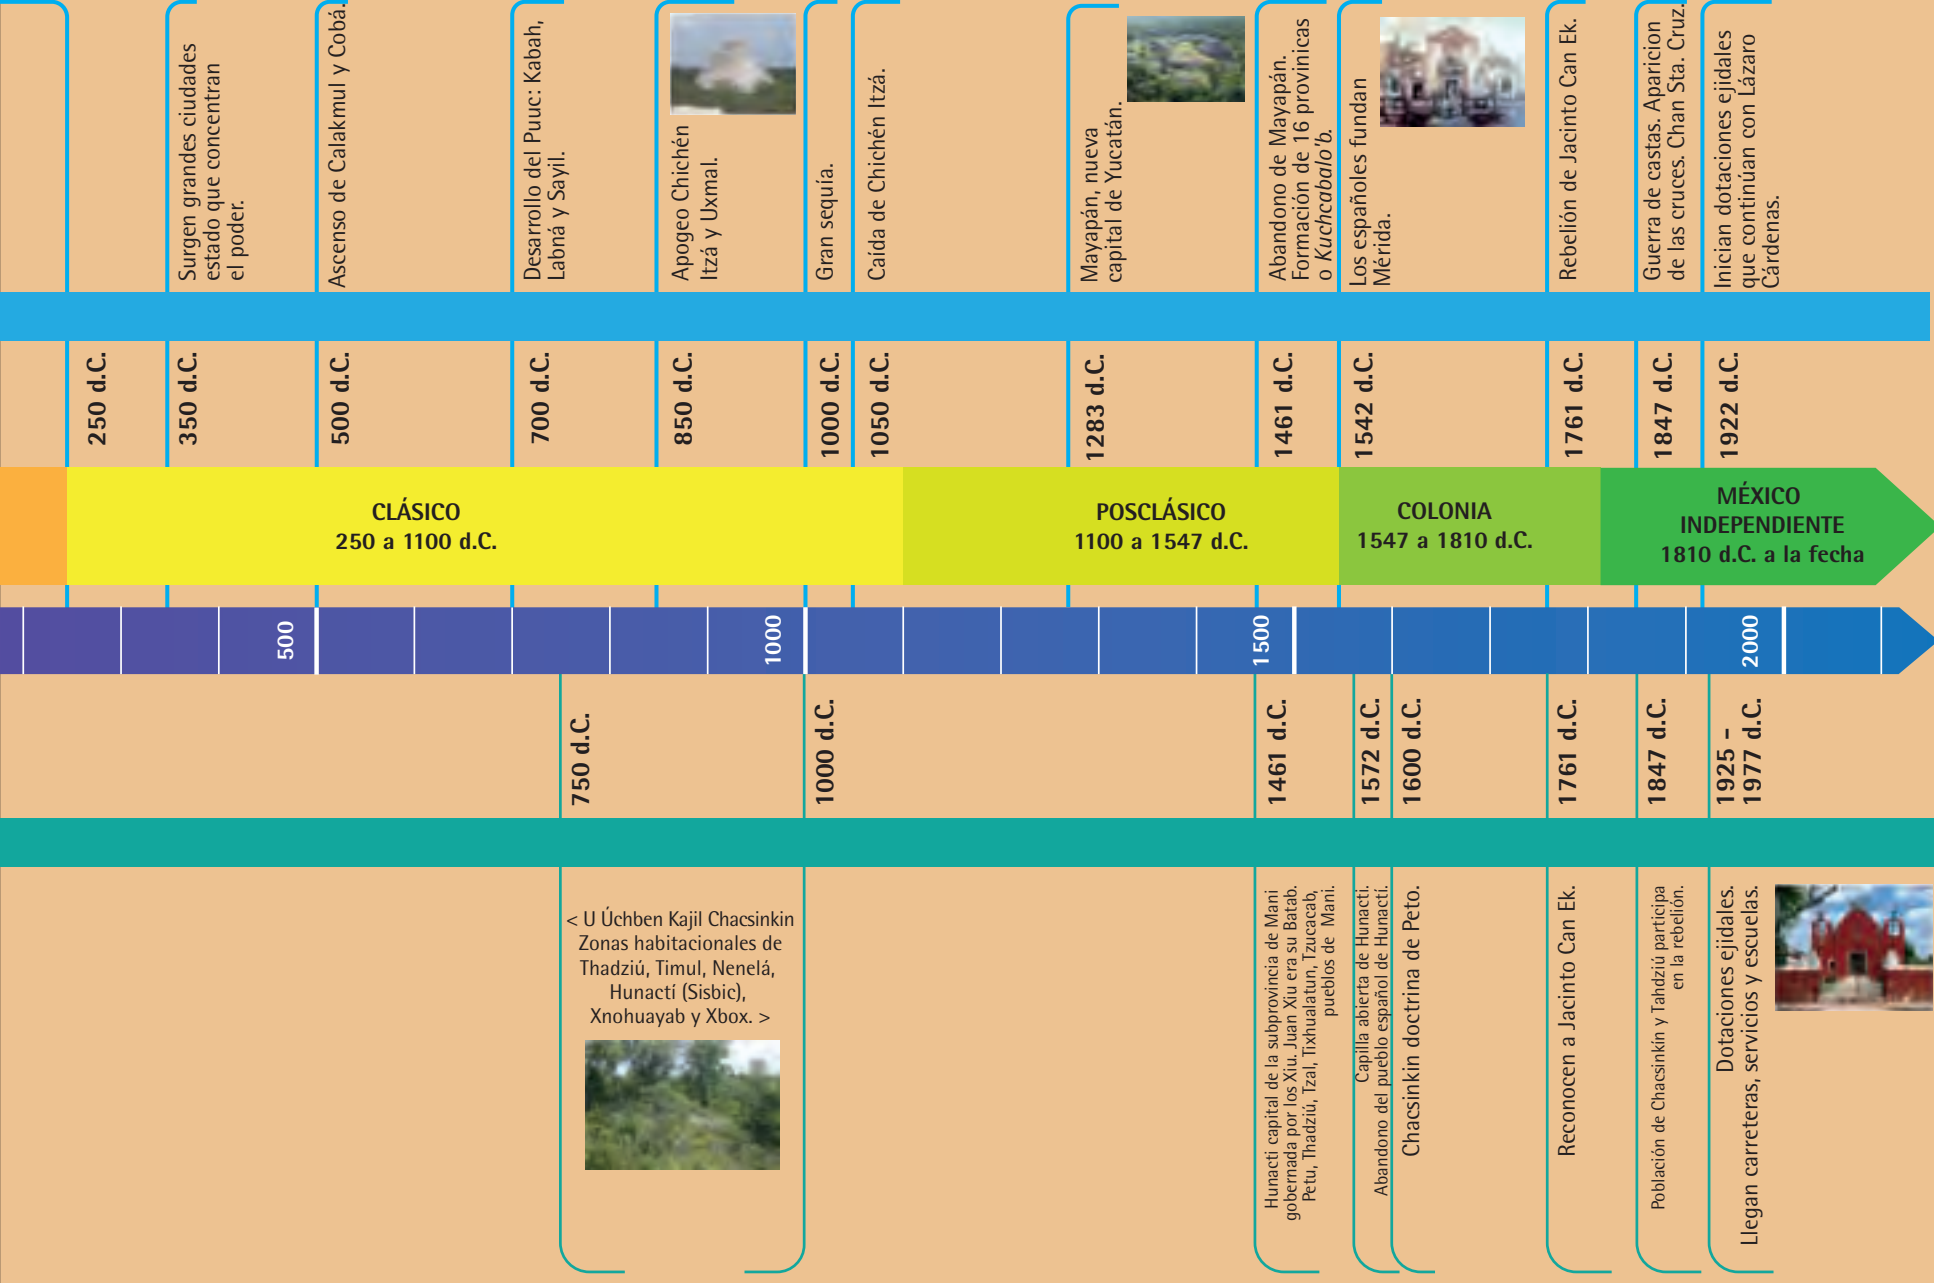 Surgen grandes ciudades
estado que concentran
el poder.
Ascenso de Calakmul y Cobá.
Desarrollo del Puuc: Kabah,
Labná y Sayil.
Apogeo Chichén
Itzá y Uxmal.
Gran sequía.
Caída de Chichén Itzá.
Mayapán, nueva
capital de Yucatán.
Abandono de Mayapán.
Formación de 16 provinicas
o Kuchcabalo'b.
Los españoles fundan
Mérida.
Rebelión de Jacinto Can Ek.
Guerra de castas. Aparicion
de las cruces. Chan Sta. Cruz.
Inician dotaciones ejidales
que continúan con Lázaro
Cárdenas.
250 d.C.
350 d.C.
500 d.C.
700 d.C.
850 d.C.
1000 d.C.
1050 d.C.
1283 d.C.
1461 d.C.
1542 d.C.
1761 d.C.
1847 d.C.
1922 d.C.
CLÁSICO
250 a 1100 d.C.
POSCLÁSICO
1100 a 1547 d.C.
COLONIA
1547 a 1810 d.C.
MÉXICO
INDEPENDIENTE
1810 d.C. a la fecha
500
1000
1500
2000
750 d.C.
1000 d.C.
1461 d.C.
1572 d.C.
1600 d.C.
1761 d.C.
1847 d.C.
1925 –
1977 d.C.
< U Úchben Kajil Chacsinkin
Zonas habitacionales de
Thadziú, Timul, Nenelá,
Hunactí (Sisbic),
Xnohuayab y Xbox. >
Hunacti capital de la subprovincia de Mani
gobernada por los Xiu. Juan Xiu era su Batab.
Petu, Thadziú, Tzal, Tixhualatun, Tzucacab,
pueblos de Mani.
Capilla abierta de Hunacti.
Abandono del pueblo español de Hunactí.
Chacsinkin doctrina de Peto.
Reconocen a Jacinto Can Ek.
Población de Chacsinkín y Tahdziú participa
en la rebelión.
Dotaciones ejidales.
Llegan carreteras, servicios y escuelas.